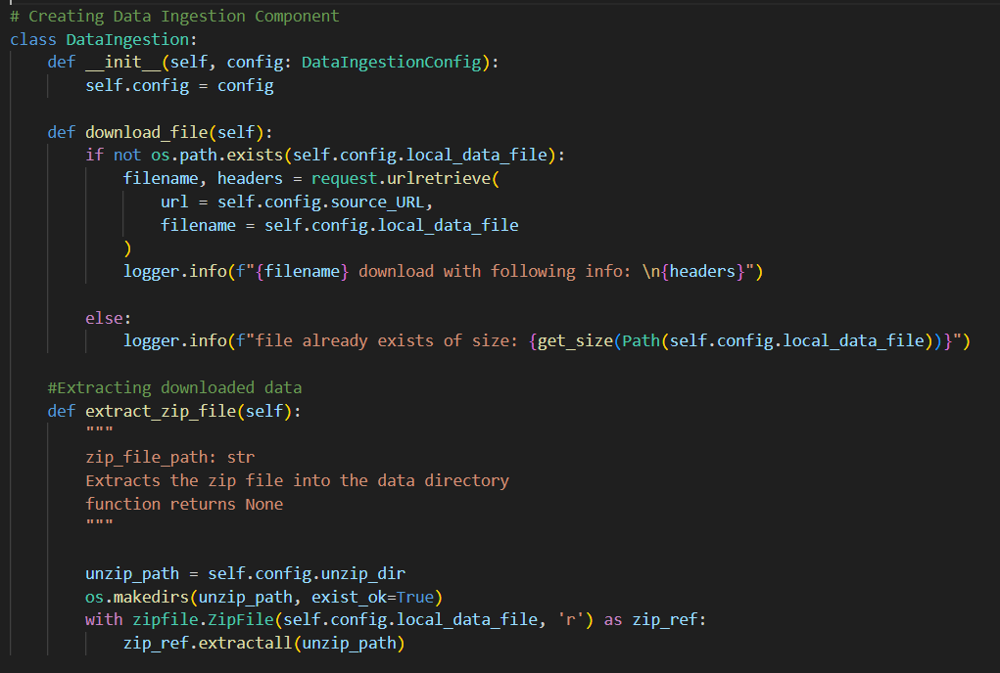 # Creating Data Ingestion Component
class DataIngestion:
    def __init__(self, config: DataIngestionConfig):
        self.config = config

    def download_file(self):
        if not os.path.exists(self.config.local_data_file):
            filename, headers = request.urlretrieve(
                url = self.config.source_URL,
                filename = self.config.local_data_file
            )
            logger.info(f"{filename} download with following info: \n{headers}")

        else:
            logger.info(f"file already exists of size: {get_size(Path(self.config.local_data_file))}")

    #Extracting downloaded data
    def extract_zip_file(self):
        """
        zip_file_path: str
        Extracts the zip file into the data directory
        function returns None
        """

        unzip_path = self.config.unzip_dir
        os.makedirs(unzip_path, exist_ok=True)
        with zipfile.ZipFile(self.config.local_data_file, 'r') as zip_ref:
            zip_ref.extractall(unzip_path)